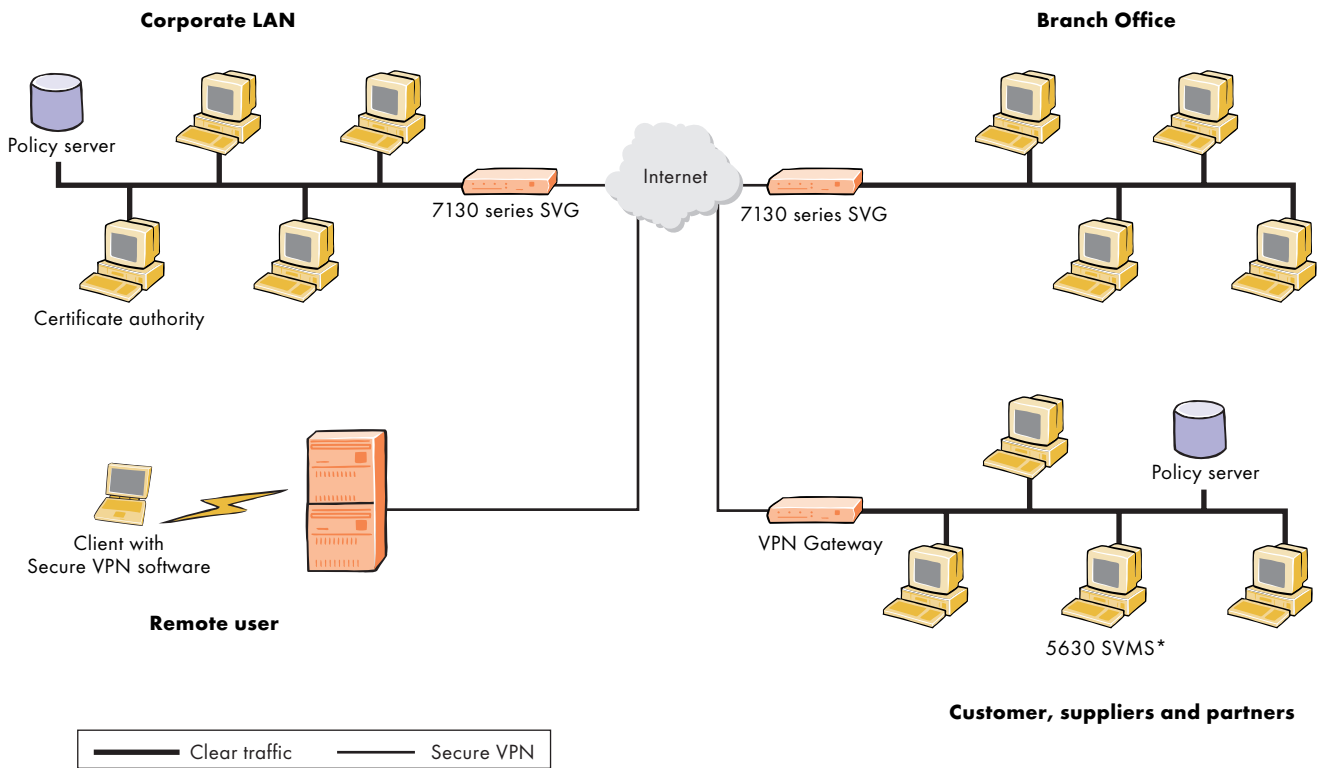 Corporate LAN
Branch Office
Policy server
Internet
7130 series SVG
7130 series SVG
Certificate authority
Policy server
Client with
Secure VPN software
VPN Gateway
Remote user
5630 SVMS*
Customer, suppliers and partners
Clear traffic
Secure VPN